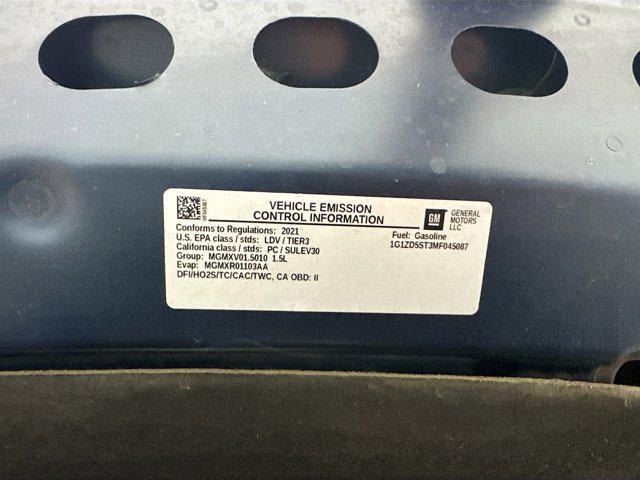 VEHICLE EMISSION
CONTROL INFORMATION
GM
GENERAL
MOTORS
LLC
Conforms to Regulations: 2021
U.S. EPA class / stds: LDV / TIER3
California class / stds: PC / SULEV30
Group: MGMXV01.5010 1.5L
Evap: MGMXR01103AA
DFI/HO2S/TC/CAC/TWC, CA OBD: II
Fuel: Gasoline
1G1ZD5ST3MF045087